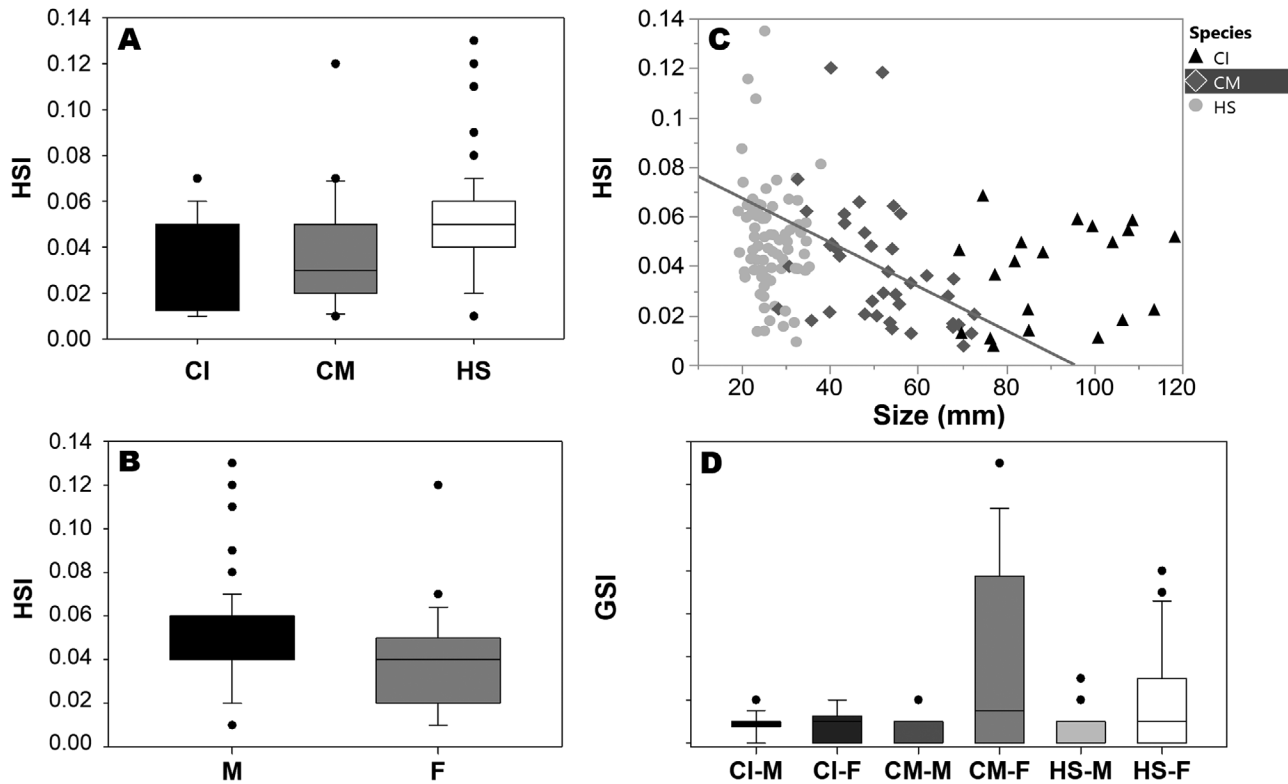 A
HSI
0.14
0.12
0.10
0.08
0.06
0.04
0.02
0.00
CI CM HS
C
HSI
0.14
0.12
0.1
0.08
0.06
0.04
0.02
0
20 40 60 80 100 120
Size (mm)
Species
CI
CM
HS
B
HSI
0.14
0.12
0.10
0.08
0.06
0.04
0.02
0.00
M F
D
GSI
CI-M CI-F CM-M CM-F HS-M HS-F